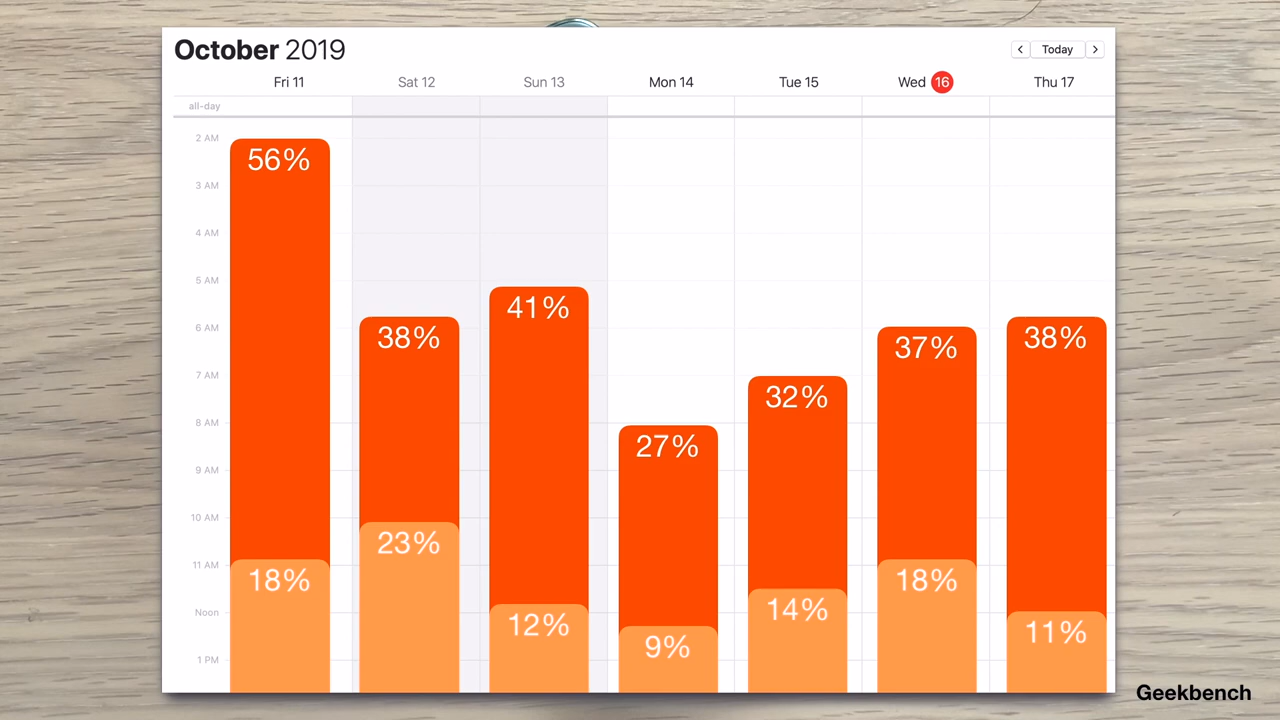 October 2019
Today
Fri 11
Sat 12
Sun 13
Mon 14
Tue 15
Wed 16
Thu 17
all-day
2 AM
3 AM
4 AM
5 AM
6 AM
7 AM
8 AM
9 AM
10 AM
11 AM
Noon
1 PM
56%
38%
41%
27%
32%
37%
38%
18%
23%
12%
9%
14%
18%
11%
Geekbench